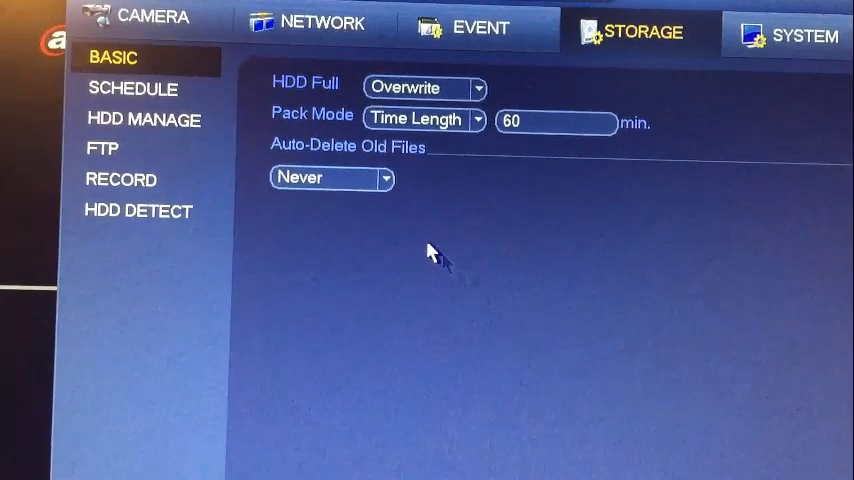 CAMERA NETWORK EVENT STORAGE SYSTEM
BASIC
SCHEDULE
HDD MANAGE
FTP
RECORD
HDD DETECT
HDD Full Overwrite
Pack Mode Time Length 60 min.
Auto-Delete Old Files
Never